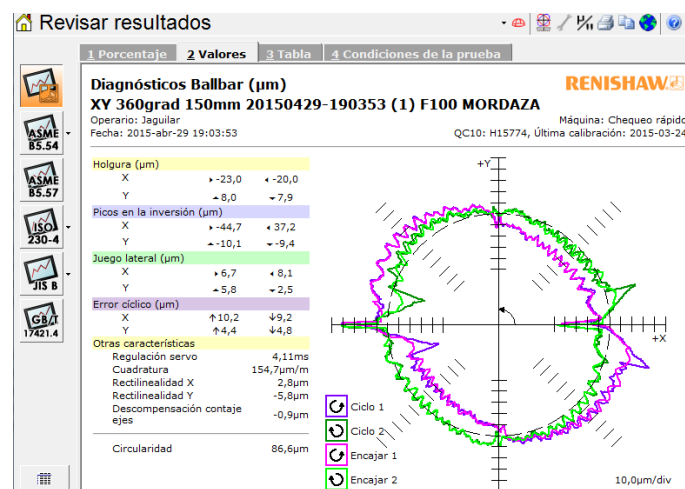 Revisar resultados
1 Porcentaje 2 Valores 3 Tabla 4 Condiciones de la prueba
Diagnósticos Ballbar (µm)
RENISHAW
XY 360grad 150mm 20150429-190353 (1) F100 MORDAZA
Operario: Jaguilar
Máquina: Chequeo rápido
Fecha: 2015-abr-29 19:03:53
QC10: H15774, Última calibración: 2015-03-24
ASME B5.54
ASME B5.57
ISO 230-4
JIS B
GB/T 17421.4
Holgura (µm)
X -23,0 -20,0
Y -8,0 -7,9
Picos en la inversión (µm)
X -44,7 37,2
Y -10,1 -9,4
Juego lateral (µm)
X 6,7 8,1
Y 5,8 2,5
Error cíclico (µm)
X ↑10,2 ↓9,2
Y ↑4,4 ↓4,8
Otras características
Regulación servo 4,11ms
Cuadratura 154,7µm/m
Rectilinealidad X 2,8µm
Rectilinealidad Y -5,8µm
Descompensación contaje ejes -0,9µm
Circularidad 86,6µm
+Y
+X
Ciclo 1
Ciclo 2
Encajar 1
Encajar 2
10,0µm/div